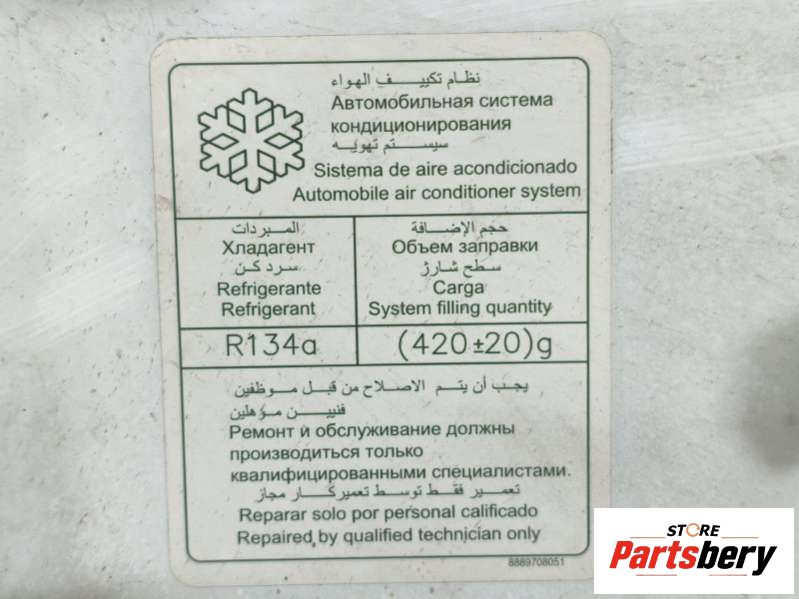 نظام تكييف الهواء
Автомобильная система
кондиционирования
سیستم تهویه
Sistema de aire acondicionado
Automobile air conditioner system
المبردات
Хладагент
سرد کن
Refrigerante
Refrigerant
حجم الإضافة
Объем заправки
سطح شارژ
Carga
System filling quantity
R134a
(420±20)g
يجب أن يتم الاصلاح من قبل موظفين
فنيين مؤهلين
Ремонт и обслуживание должны
производиться только
квалифицированными специалистами.
تعمیر فقط توسط تعمیرکار مجاز
Reparar solo por personal calificado
Repaired by qualified technician only
8889708051
STORE
Partsbery